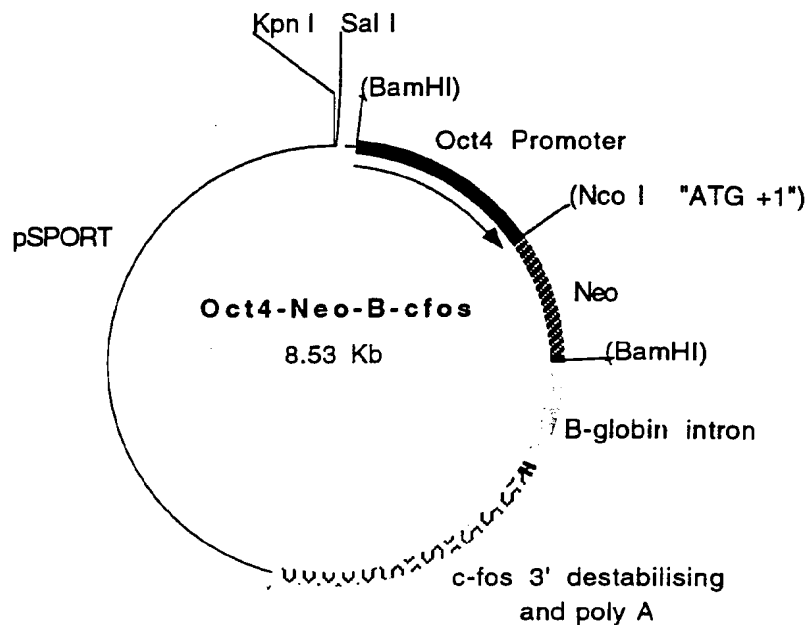 Kpn I
Sal I
(BamHI)
Oct4 Promoter
(Nco I "ATG +1")
pSPORT
Neo
Oct4-Neo-B-cfos
8.53 Kb
(BamHI)
B-globin intron
c-fos 3' destabilising
and poly A